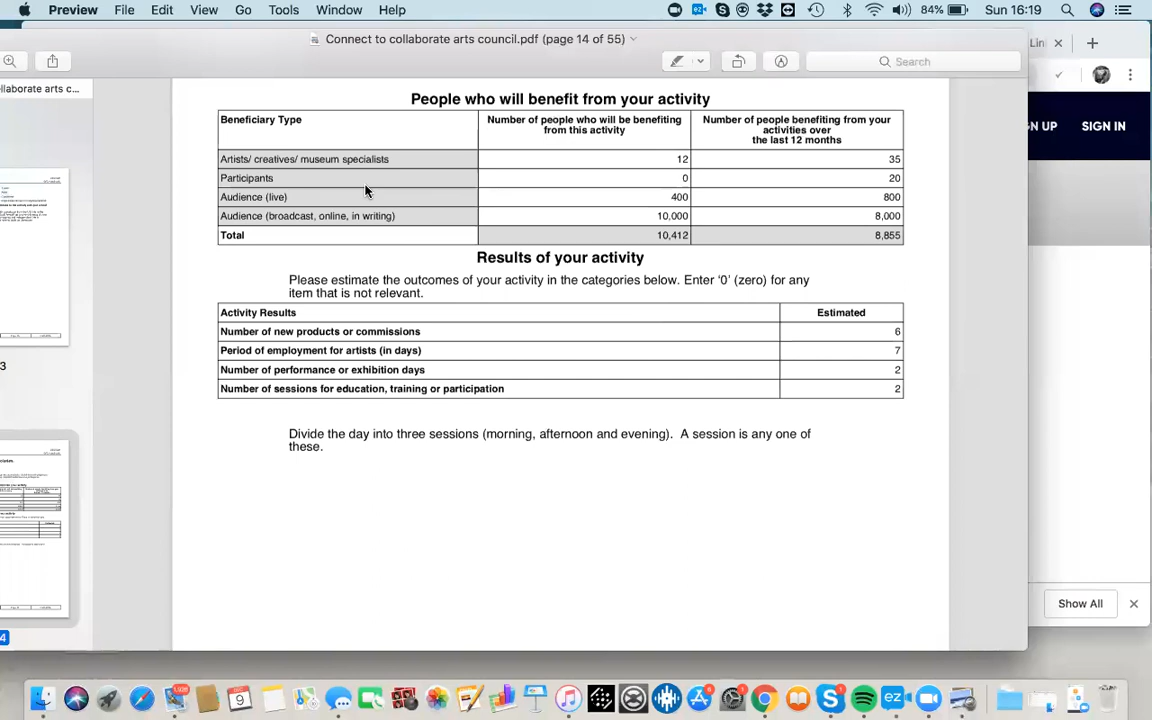 Preview File Edit View Go Tools Window Help 84% Sun 16:19
Connect to collaborate arts council.pdf (page 14 of 55)
Search
llaborate arts c...
Lin
N UP SIGN IN
People who will benefit from your activity
Beneficiary Type
Number of people who will be benefiting from this activity
Number of people benefiting from your activities over the last 12 months
Artists/ creatives/ museum specialists 12 35
Participants 0 20
Audience (live) 400 800
Audience (broadcast, online, in writing) 10,000 8,000
Total 10,412 8,855
Results of your activity
Please estimate the outcomes of your activity in the categories below. Enter ‘0’ (zero) for any
item that is not relevant.
Activity Results Estimated
Number of new products or commissions 6
Period of employment for artists (in days) 7
Number of performance or exhibition days 2
Number of sessions for education, training or participation 2
Divide the day into three sessions (morning, afternoon and evening). A session is any one of
these.
3
4
Show All
9